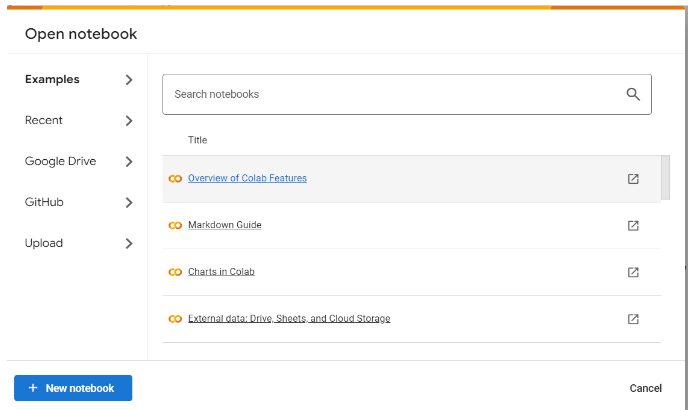 Open notebook
Examples
Recent
Google Drive
GitHub
Upload
Search notebooks
Title
Overview of Colab Features
Markdown Guide
Charts in Colab
External data: Drive, Sheets, and Cloud Storage
+ New notebook
Cancel